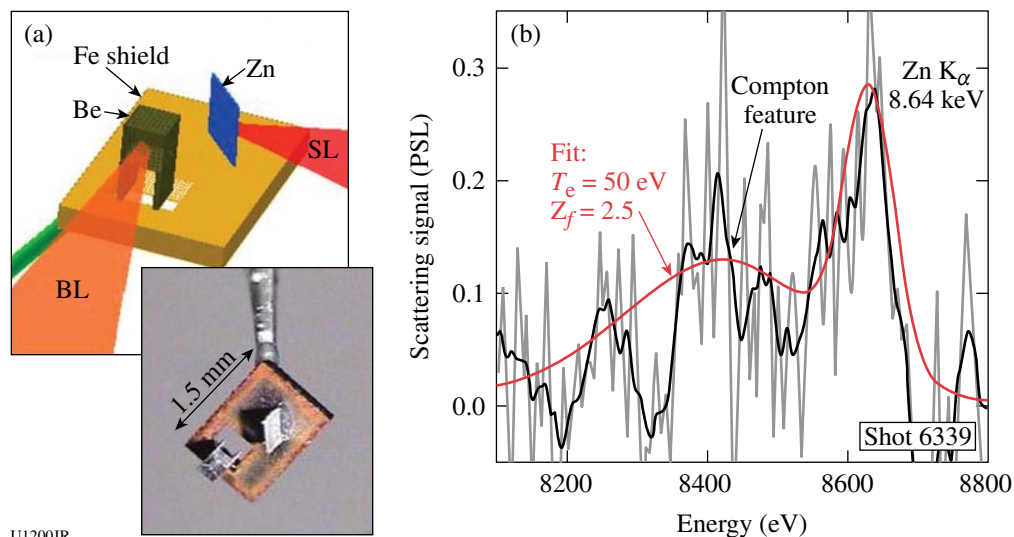 (a)
Fe shield
Zn
Be
SL
BL
1.5 mm
U1200JR
(b)
Scattering signal (PSL)
0.3
0.2
0.1
0.0
Zn Kα
8.64 keV
Compton
feature
Fit:
Te = 50 eV
Zf = 2.5
Shot 6339
8200
8400
8600
8800
Energy (eV)